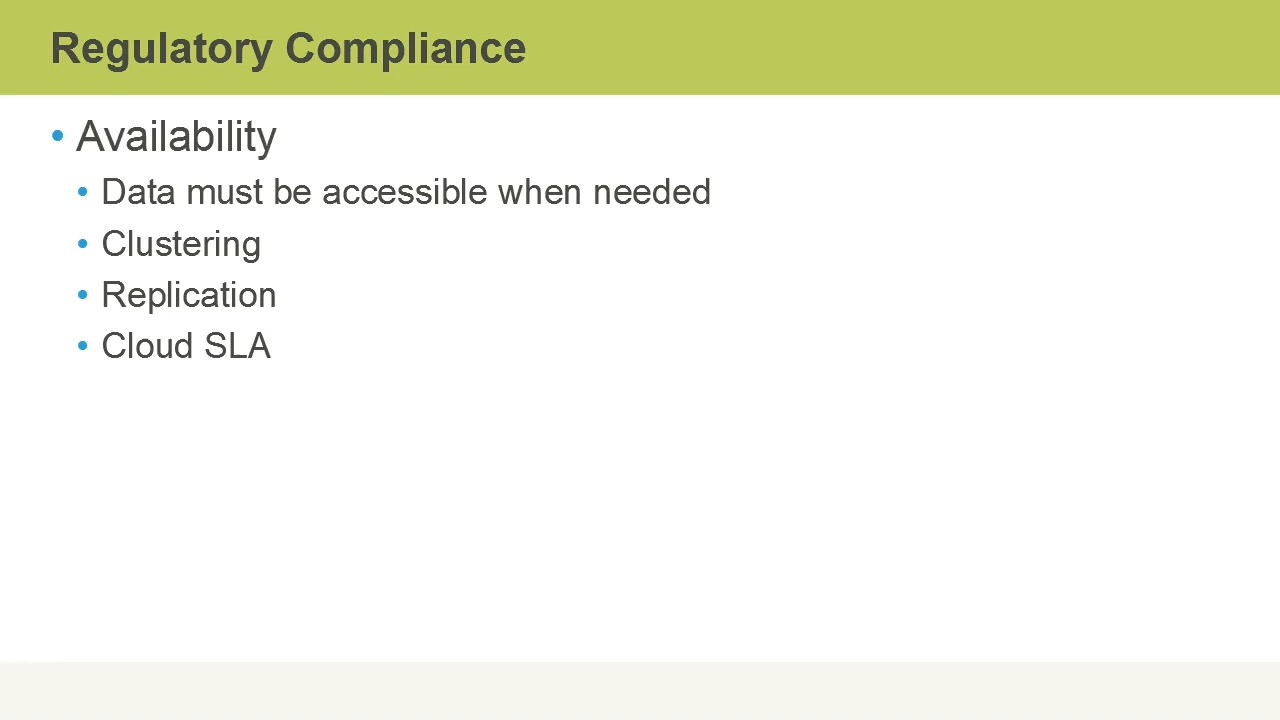 Regulatory Compliance
• Availability
• Data must be accessible when needed
• Clustering
• Replication
• Cloud SLA